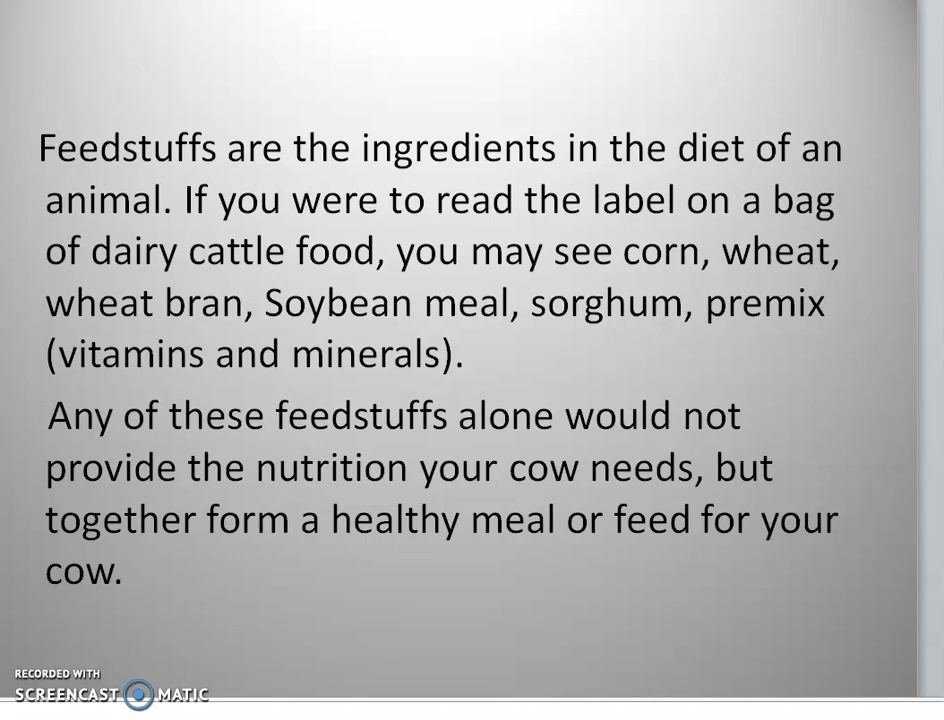 Feedstuffs are the ingredients in the diet of an
animal. If you were to read the label on a bag
of dairy cattle food, you may see corn, wheat,
wheat bran, Soybean meal, sorghum, premix
(vitamins and minerals).
Any of these feedstuffs alone would not
provide the nutrition your cow needs, but
together form a healthy meal or feed for your
cow.
RECORDED WITH
SCREENCAST MATIC